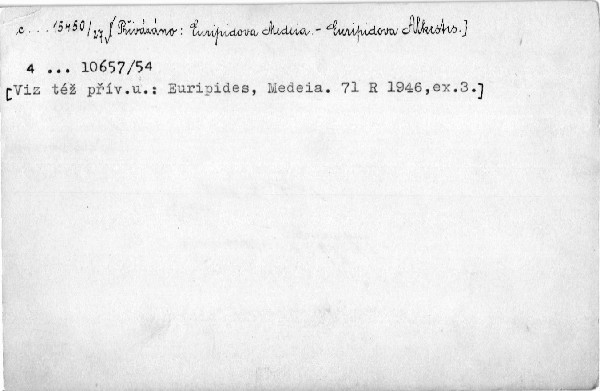 c. . . . 15450/27 [Přivázáno: Euripidova Medeia. - Euripidova Alkestis.]
4 ... 10657/54
[Viz též přív.u.: Euripides, Medeia. 71 R 1946,ex.3.]